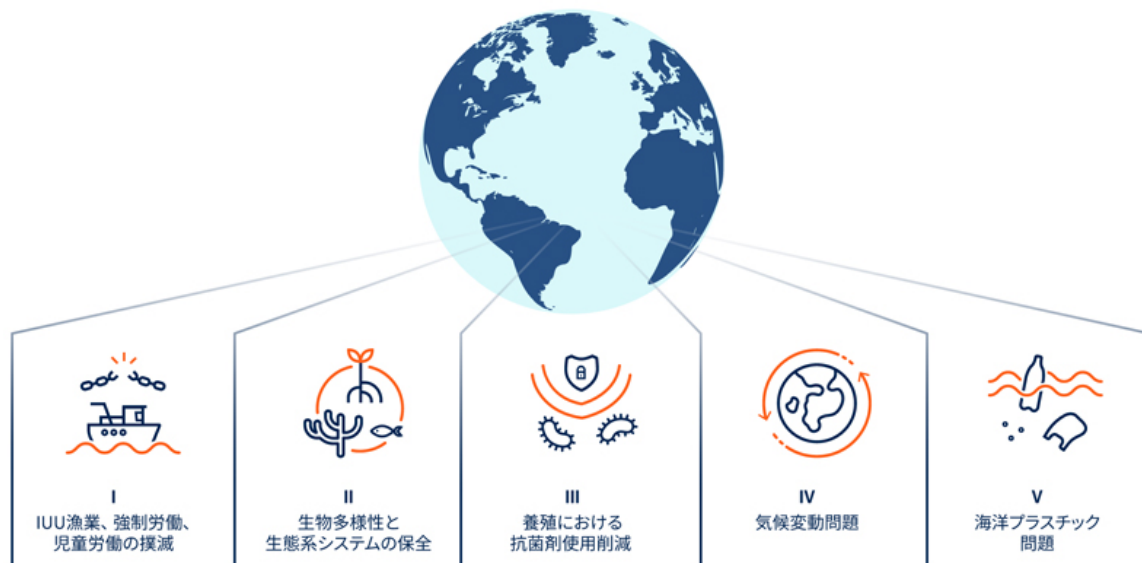 I
IUU漁業、強制労働、
児童労働の撲滅
II
生物多様性と
生態系システムの保全
III
養殖における
抗菌剤使用削減
IV
気候変動問題
V
海洋プラスチック
問題